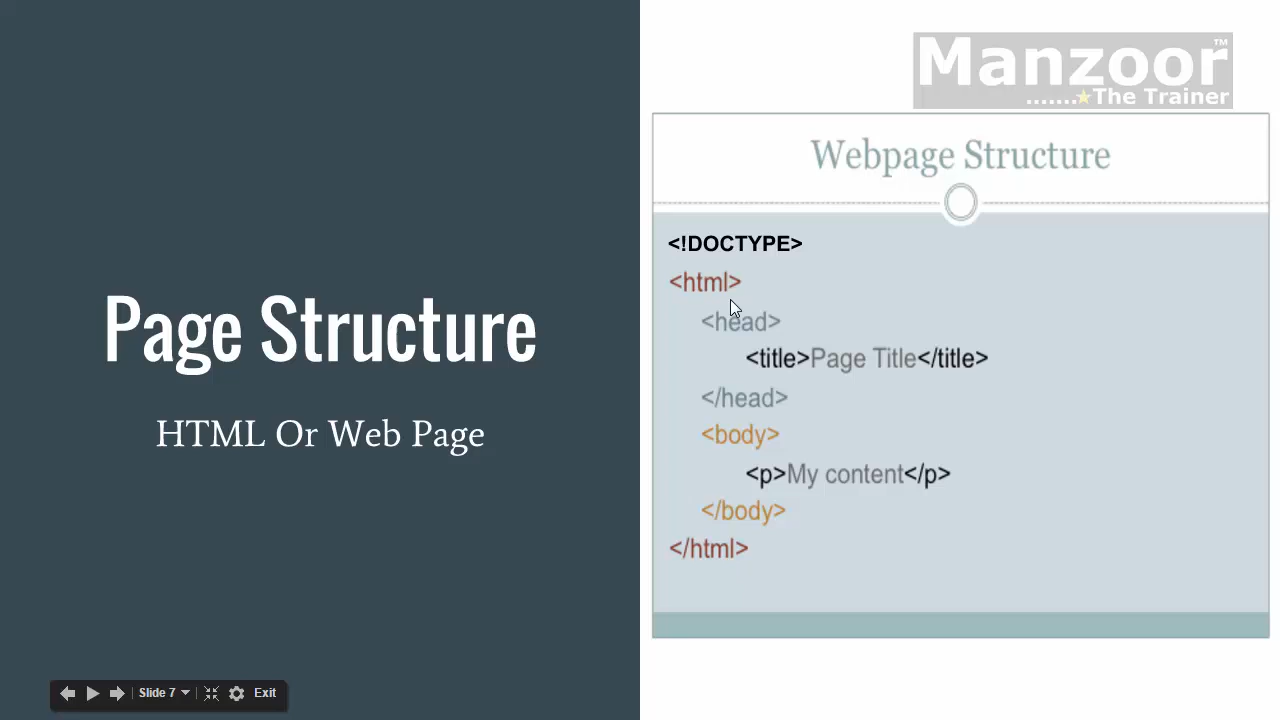 Manzoor™
.......★The Trainer
Webpage Structure
<!DOCTYPE>
<html>
<head>
<title>Page Title</title>
</head>
<body>
<p>My content</p>
</body>
</html>
Page Structure
HTML Or Web Page
Slide 7
Exit